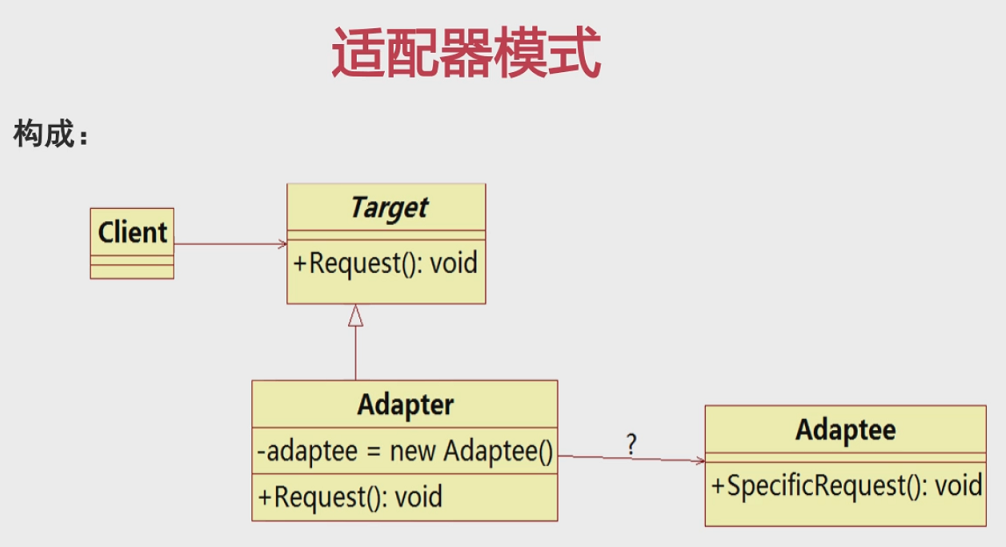 适配器模式
构成：
Client
Target
+Request(): void
Adapter
-adaptee = new Adaptee()
+Request(): void
?
Adaptee
+SpecificRequest(): void